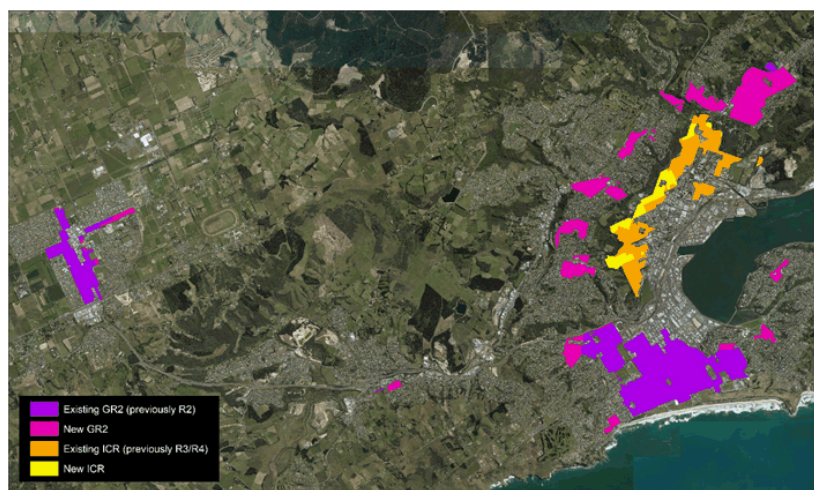 Existing GR2 (previously R2)
New GR2
Existing ICR (previously R3/R4)
New ICR